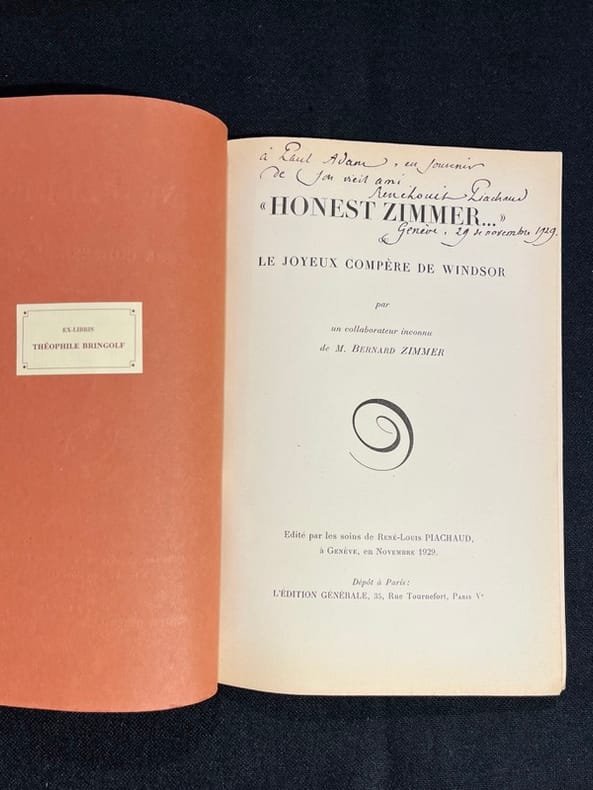 EX-LIBRIS
THÉOPHILE BRINGOLF
à Paul Adam, en souvenir
de son vieil ami
RenéLouis Piachaud
Genève, 29 de novembre 1929.
« HONEST ZIMMER... »
LE JOYEUX COMPÈRE DE WINDSOR
par
un collaborateur inconnu
de M. BERNARD ZIMMER
Edité par les soins de RENÉ-LOUIS PIACHAUD,
à GENÈVE, en NOVEMBRE 1929.
Dépôt à Paris :
L'ÉDITION GÉNÉRALE, 35, Rue Tournefort, PARIS Vᵉ